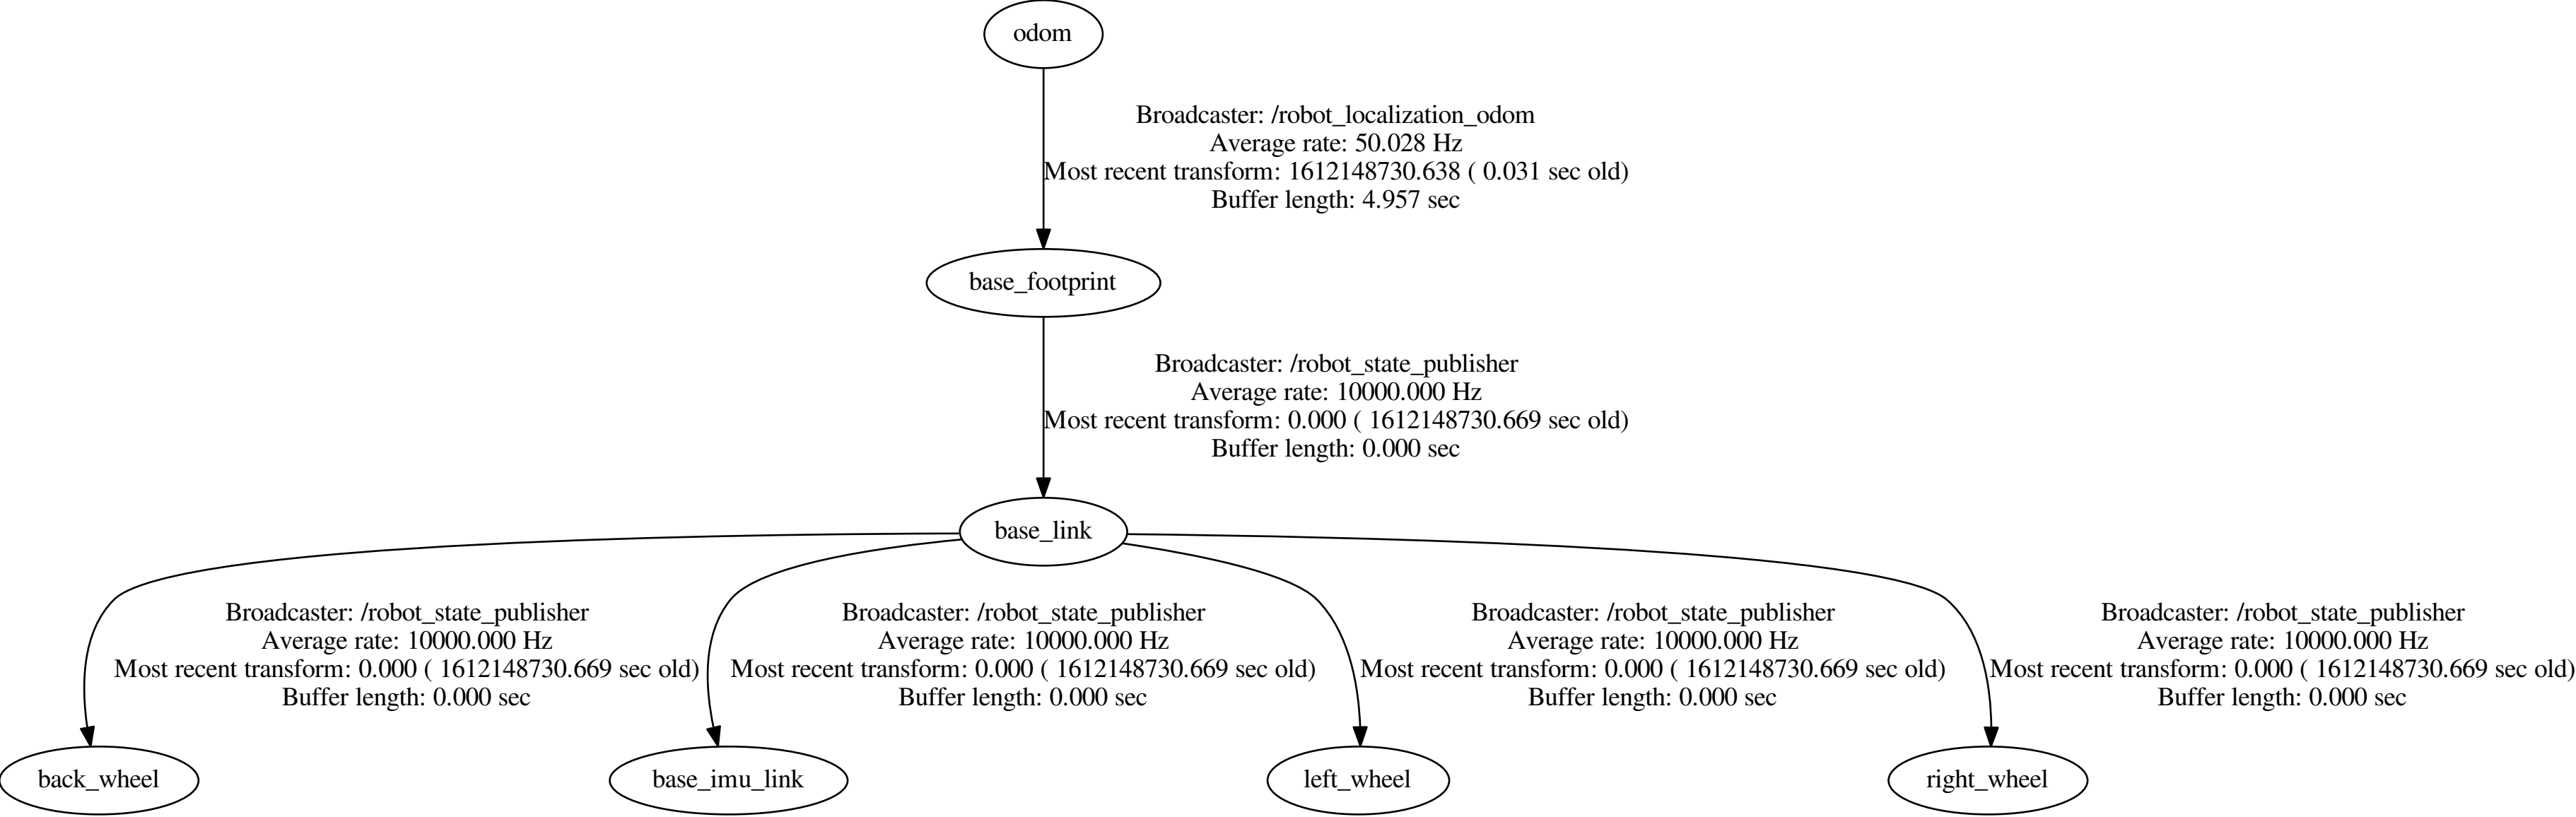 odom
Broadcaster: /robot_localization_odom
Average rate: 50.028 Hz
Most recent transform: 1612148730.638 ( 0.031 sec old)
Buffer length: 4.957 sec
base_footprint
Broadcaster: /robot_state_publisher
Average rate: 10000.000 Hz
Most recent transform: 0.000 ( 1612148730.669 sec old)
Buffer length: 0.000 sec
base_link
Broadcaster: /robot_state_publisher
Average rate: 10000.000 Hz
Most recent transform: 0.000 ( 1612148730.669 sec old)
Buffer length: 0.000 sec
Broadcaster: /robot_state_publisher
Average rate: 10000.000 Hz
Most recent transform: 0.000 ( 1612148730.669 sec old)
Buffer length: 0.000 sec
Broadcaster: /robot_state_publisher
Average rate: 10000.000 Hz
Most recent transform: 0.000 ( 1612148730.669 sec old)
Buffer length: 0.000 sec
Broadcaster: /robot_state_publisher
Average rate: 10000.000 Hz
Most recent transform: 0.000 ( 1612148730.669 sec old)
Buffer length: 0.000 sec
back_wheel
base_imu_link
left_wheel
right_wheel